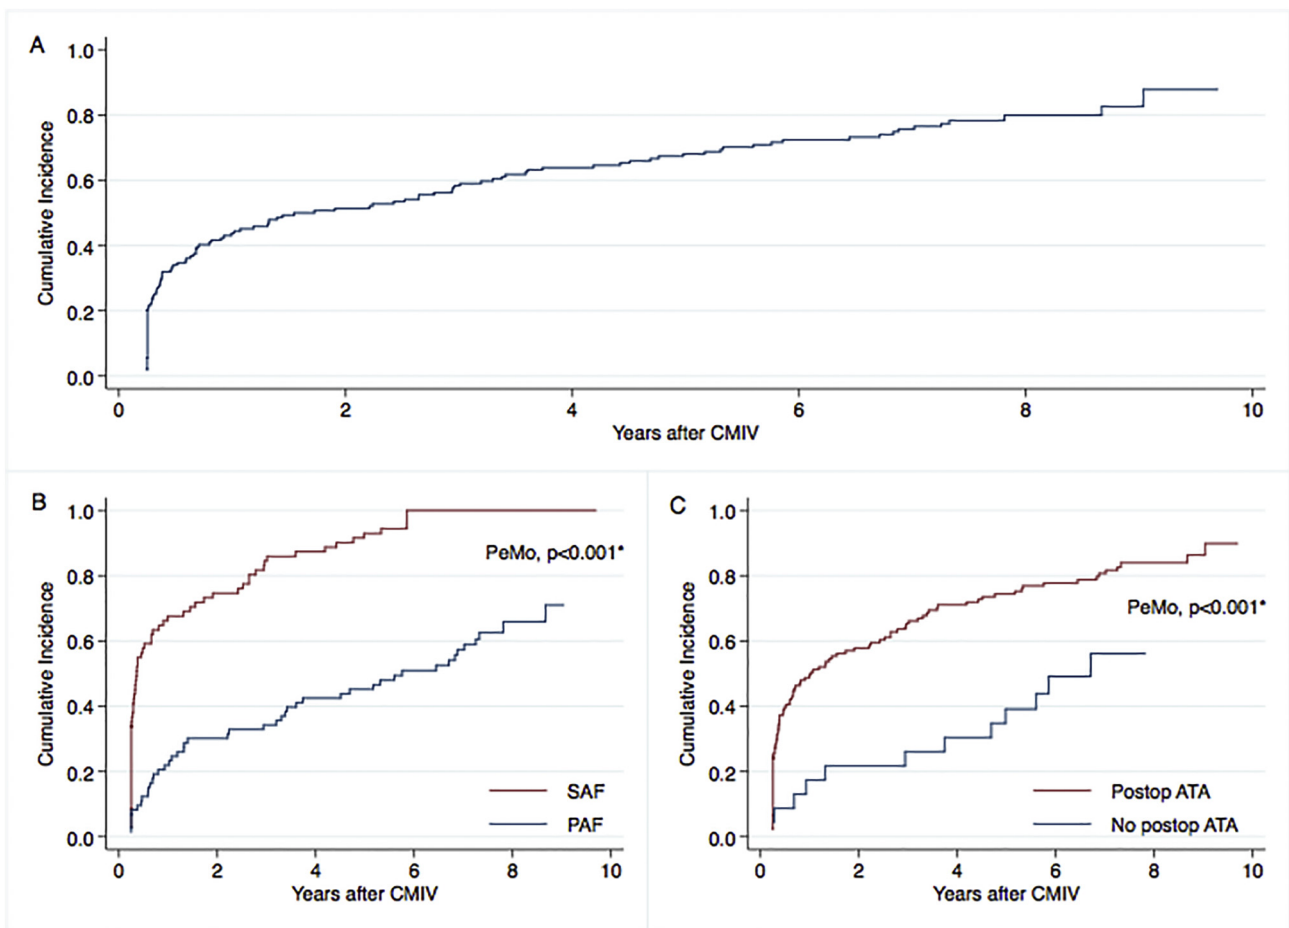 A
1.0
0.8
0.6
0.4
0.2
0.0
Cumulative Incidence
0 2 4 6 8 10
Years after CMIV
B
1.0
0.8
0.6
0.4
0.2
0.0
Cumulative Incidence
PeMo, p<0.001*
SAF
PAF
0 2 4 6 8 10
Years after CMIV
C
1.0
0.8
0.6
0.4
0.2
0.0
Cumulative Incidence
PeMo, p<0.001*
Postop ATA
No postop ATA
0 2 4 6 8 10
Years after CMIV